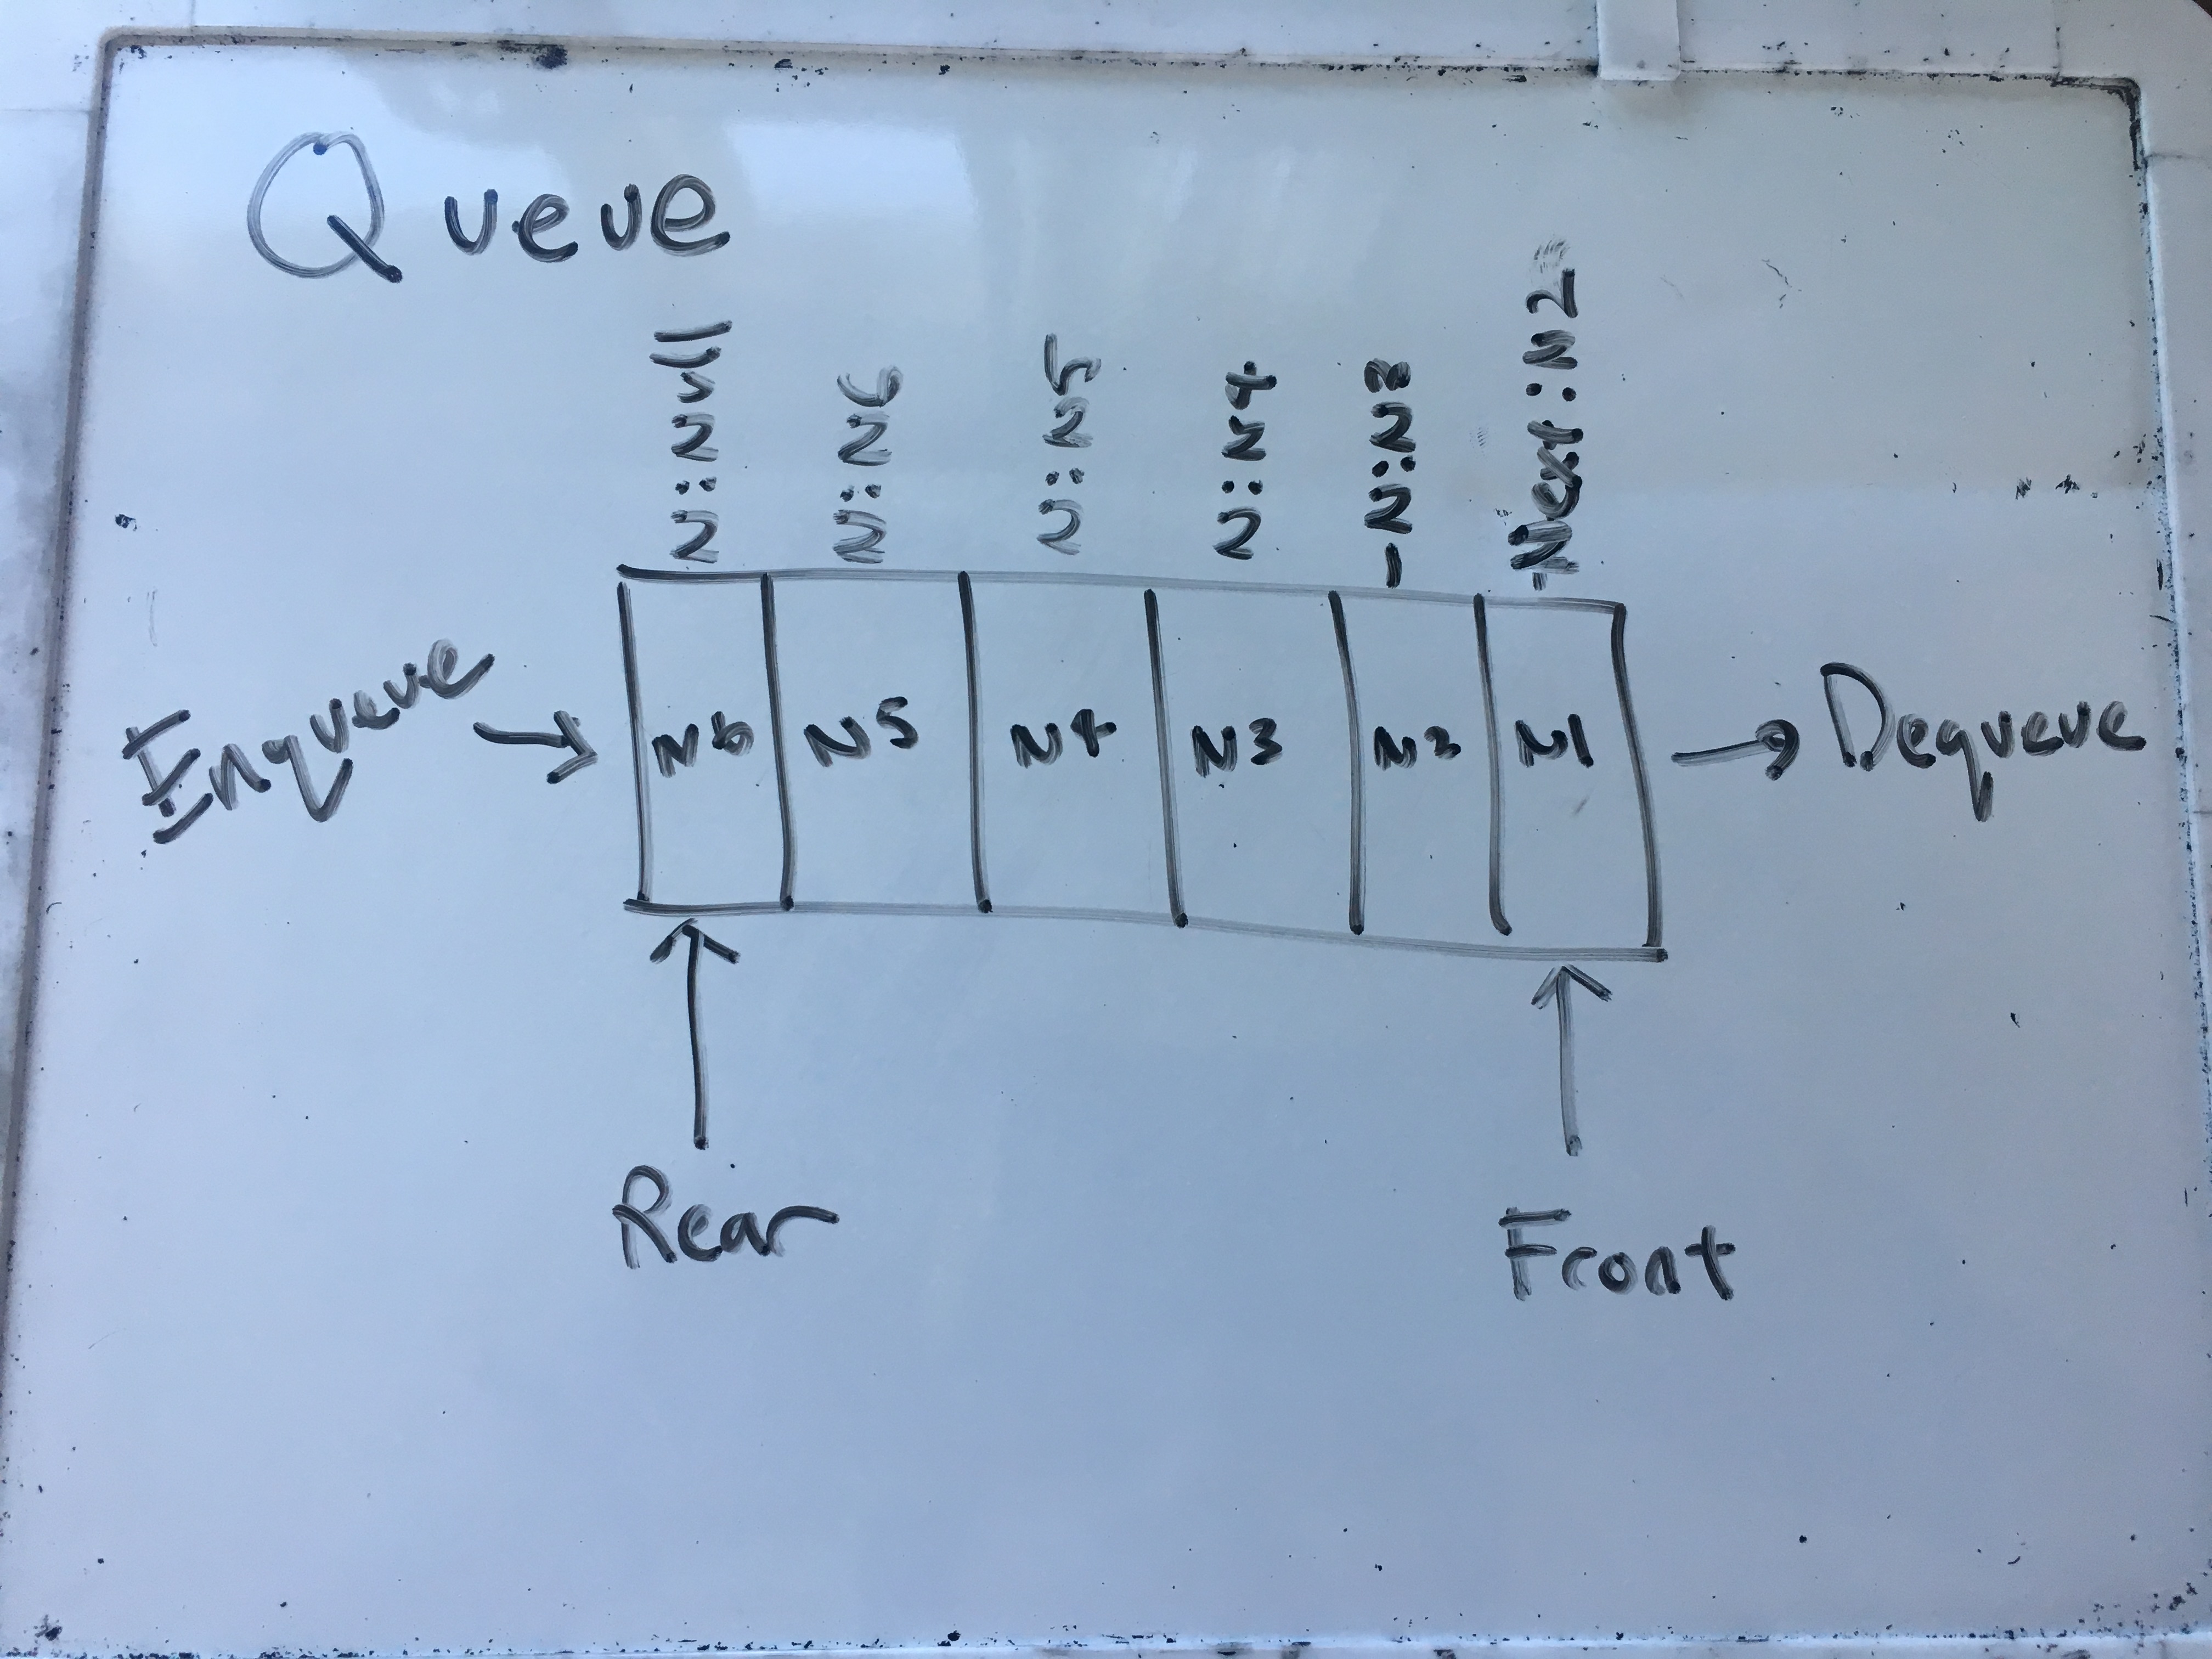 Queue
N:Null
N:N6
N:N5
N:N4
-N:N3
-Next:N2
Enqueue
N6
N5
N4
N3
N2
N1
Dequeue
Rear
Front